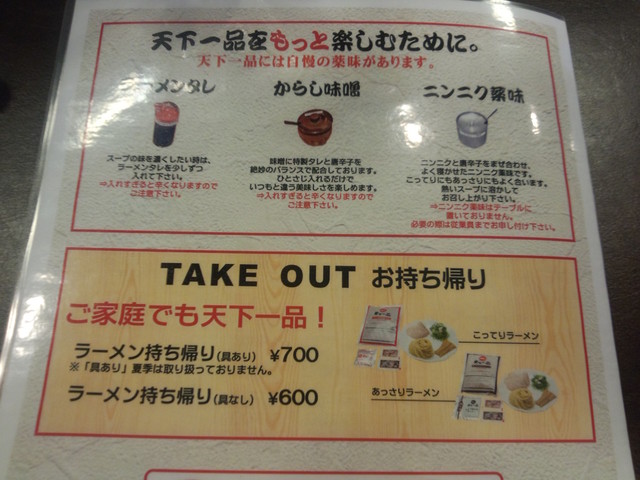 天下一品をもっと楽しむために。
天下一品には自慢の薬味があります。
ラーメンタレ
スープの味を濃くしたい時は、
ラーメンタレを少しずつ
入れて下さい。
⇒入れすぎると辛くなりますので
ご注意下さい。
からし味噌
味噌に特製タレと唐辛子を
絶妙のバランスで配合しております。
ひとさじ入れるだけで
いつもと違う美味しさを楽しめます。
⇒入れすぎると辛くなりますので
ご注意下さい。
ニンニク薬味
ニンニクと唐辛子をまぜ合わせ、
よく寝かせたニンニク薬味です。
こってりにもあっさりにもよく合います。
熱いスープに溶かして
お召し上がり下さい。
⇒ニンニク薬味はテーブルに
置いておりません。
必要の際は従業員までお申し付け下さい。
TAKE OUT お持ち帰り
ご家庭でも天下一品!
ラーメン持ち帰り(具あり) ¥700
※「具あり」夏季は取り扱っておりません。
ラーメン持ち帰り(具なし) ¥600
こってりラーメン
あっさりラーメン